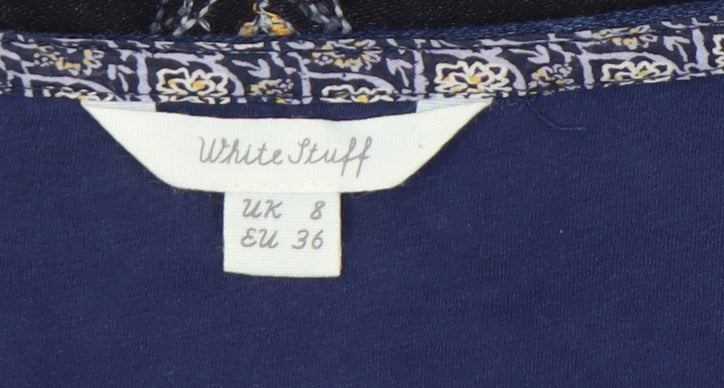 White Stuff
UK 8
EU 36